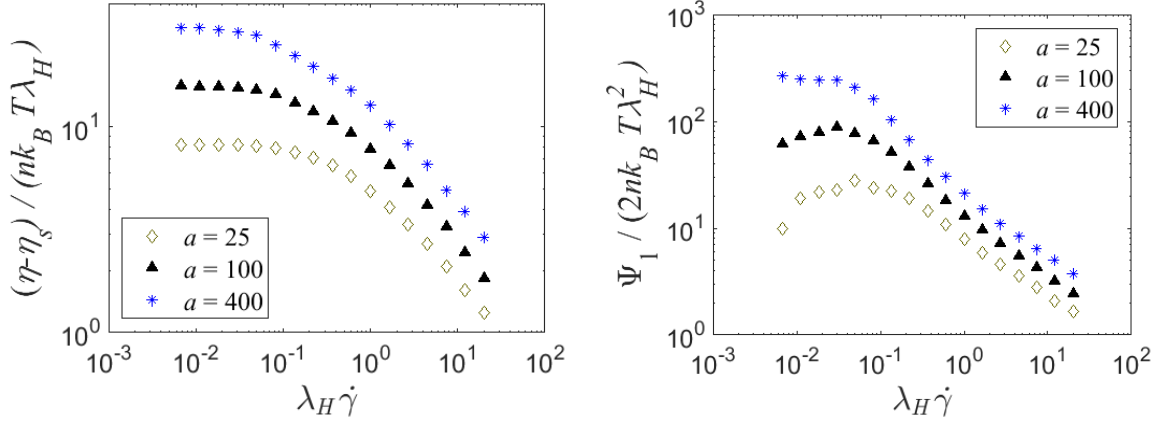 (η-η_s) / (nk_B Tλ_H)
10^1
10^0
a = 25
a = 100
a = 400
10^-3 10^-2 10^-1 10^0 10^1 10^2
λ_H γ̇
Ψ_1 / (2nk_B Tλ_H^2)
10^3
a = 25
a = 100
a = 400
10^2
10^1
10^0
10^-3 10^-2 10^-1 10^0 10^1 10^2
λ_H γ̇